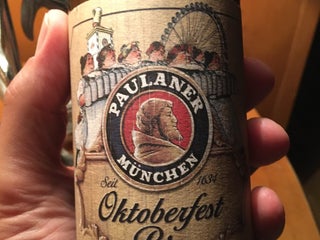 PAULANER
MÜNCHEN
Seit 1634
Oktoberfest